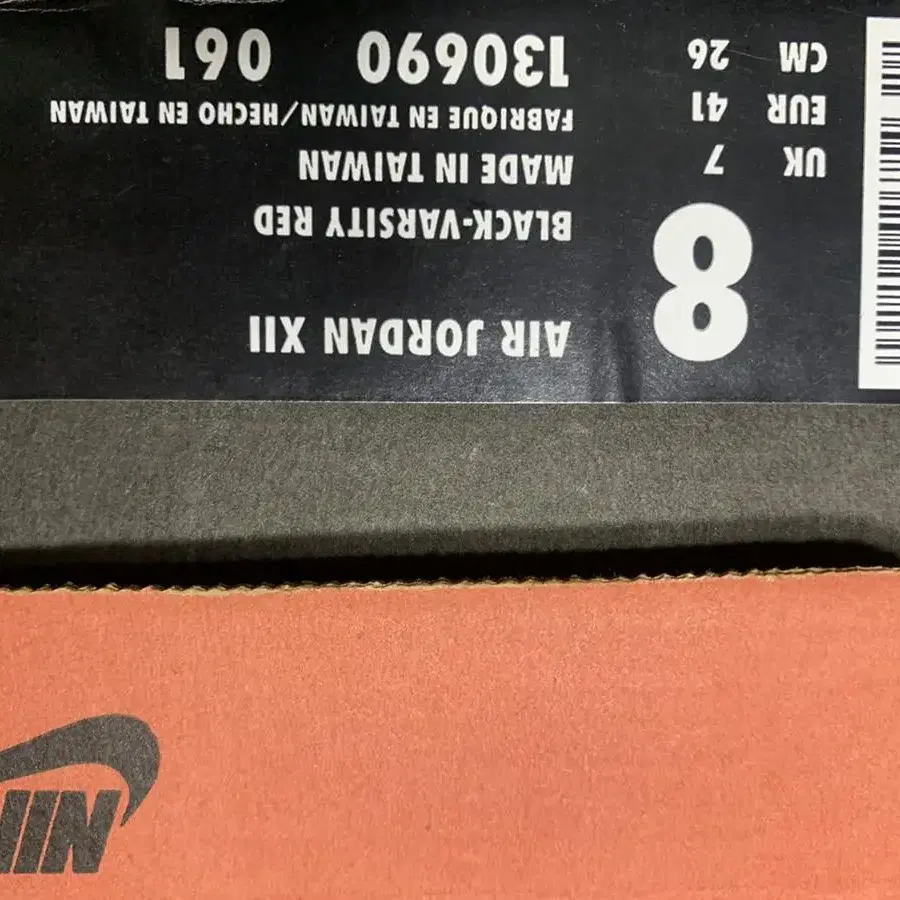 AIR JORDAN XII
8
BLACK-VARSITY RED
MADE IN TAIWAN
UK 7
FABRIQUE EN TAIWAN/HECHO EN TAIWAN
EUR 41
130690 061
CM 26